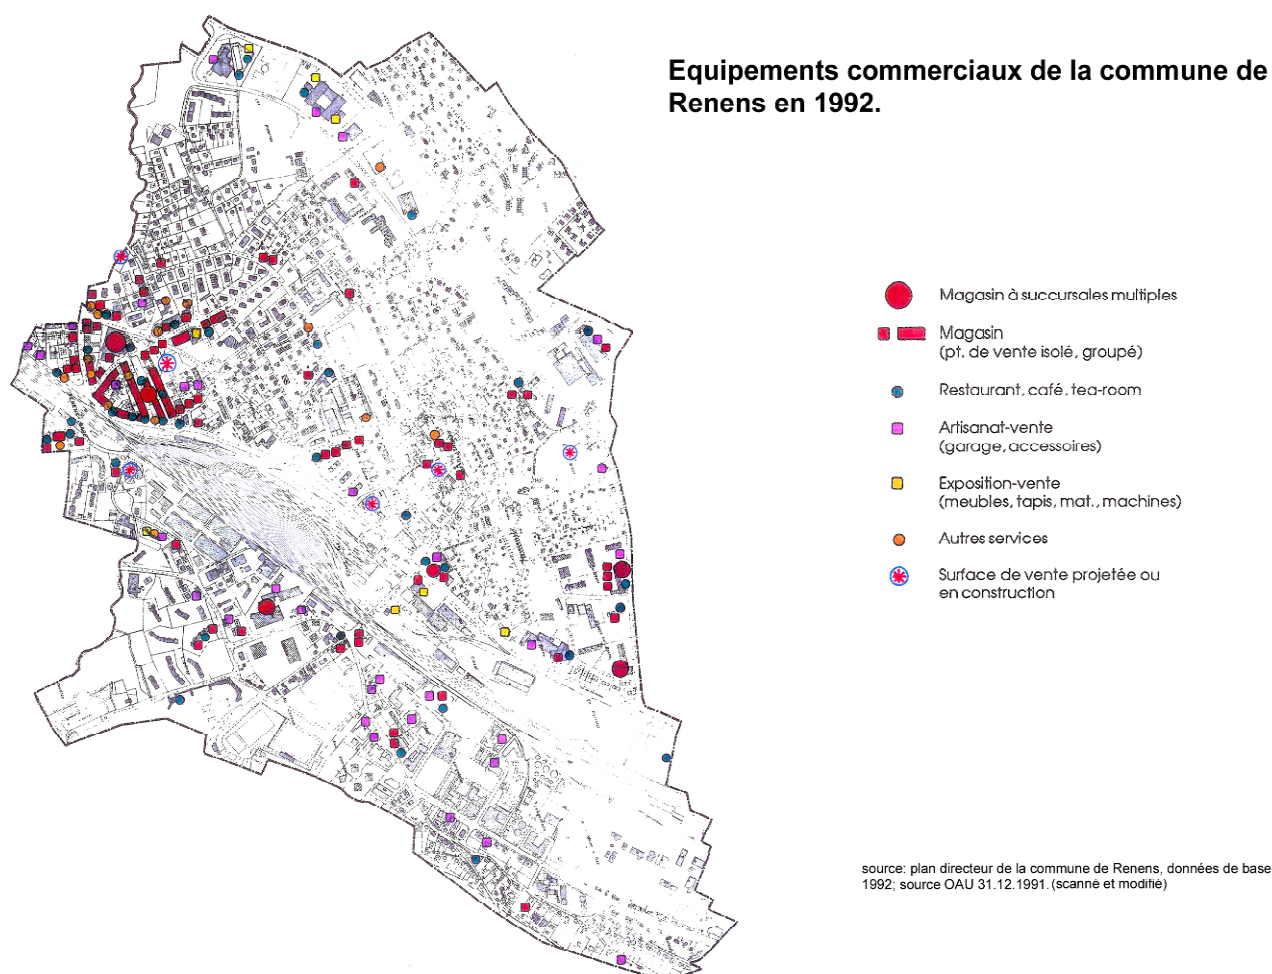 Equipements commerciaux de la commune de
Renens en 1992.
Magasin à succursales multiples
Magasin
(pt. de vente isolé, groupé)
Restaurant, café, tea-room
Artisanat-vente
(garage, accessoires)
Exposition-vente
(meubles, tapis, mat., machines)
Autres services
Surface de vente projetée ou
en construction
source: plan directeur de la commune de Renens, données de base
1992; source OAU 31.12.1991. (scanné et modifié)